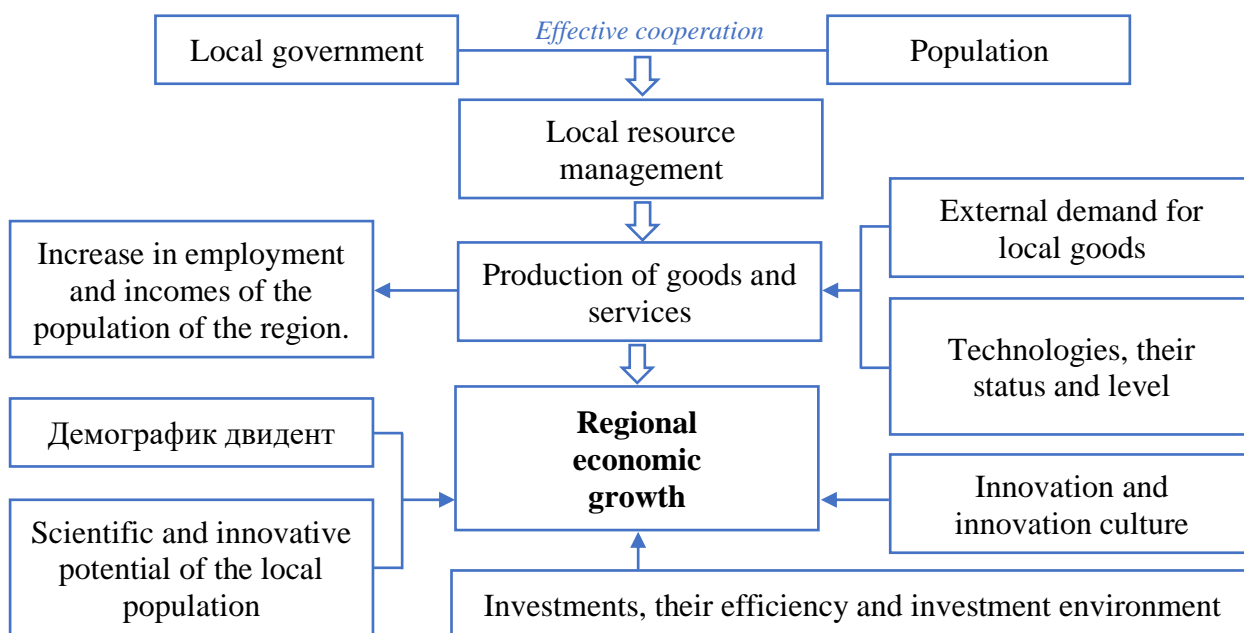 Local government
Effective cooperation
Population
Local resource
management
External demand for
local goods
Increase in employment
and incomes of the
population of the region.
Production of goods and
services
Technologies, their
status and level
Демографик двидент
Regional
economic
growth
Scientific and innovative
potential of the local
population
Innovation and
innovation culture
Investments, their efficiency and investment environment